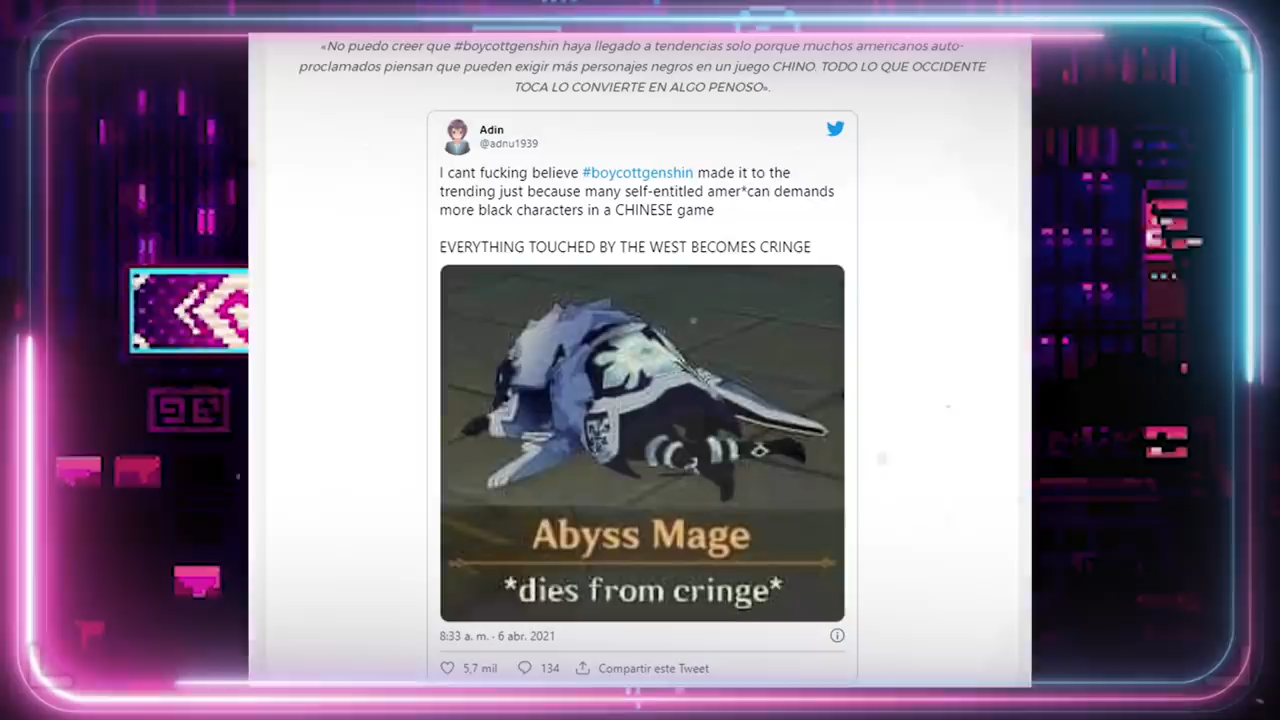 «No puedo creer que #boycottgenshin haya llegado a tendencias solo porque muchos americanos auto-
proclamados piensan que pueden exigir más personajes negros en un juego CHINO. TODO LO QUE OCCIDENTE
TOCA LO CONVIERTE EN ALGO PENOSO».
Adin
@adnu1939
I cant fucking believe #boycottgenshin made it to the
trending just because many self-entitled amer*can demands
more black characters in a CHINESE game
EVERYTHING TOUCHED BY THE WEST BECOMES CRINGE
Abyss Mage
*dies from cringe*
8:33 a. m. · 6 abr. 2021
5,7 mil 134 Compartir este Tweet